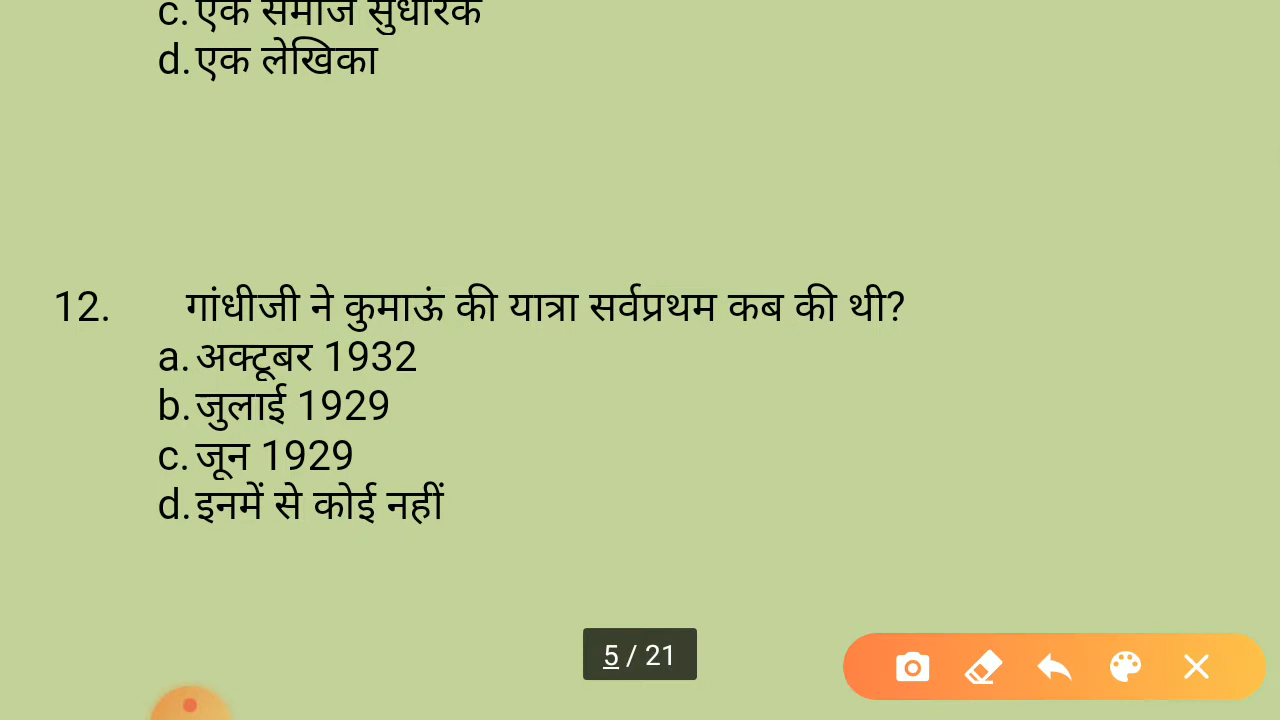 c. एक समाज सुधारक
d. एक लेखिका
12. गांधीजी ने कुमाऊं की यात्रा सर्वप्रथम कब की थी?
a. अक्टूबर 1932
b. जुलाई 1929
c. जून 1929
d. इनमें से कोई नहीं
5 / 21